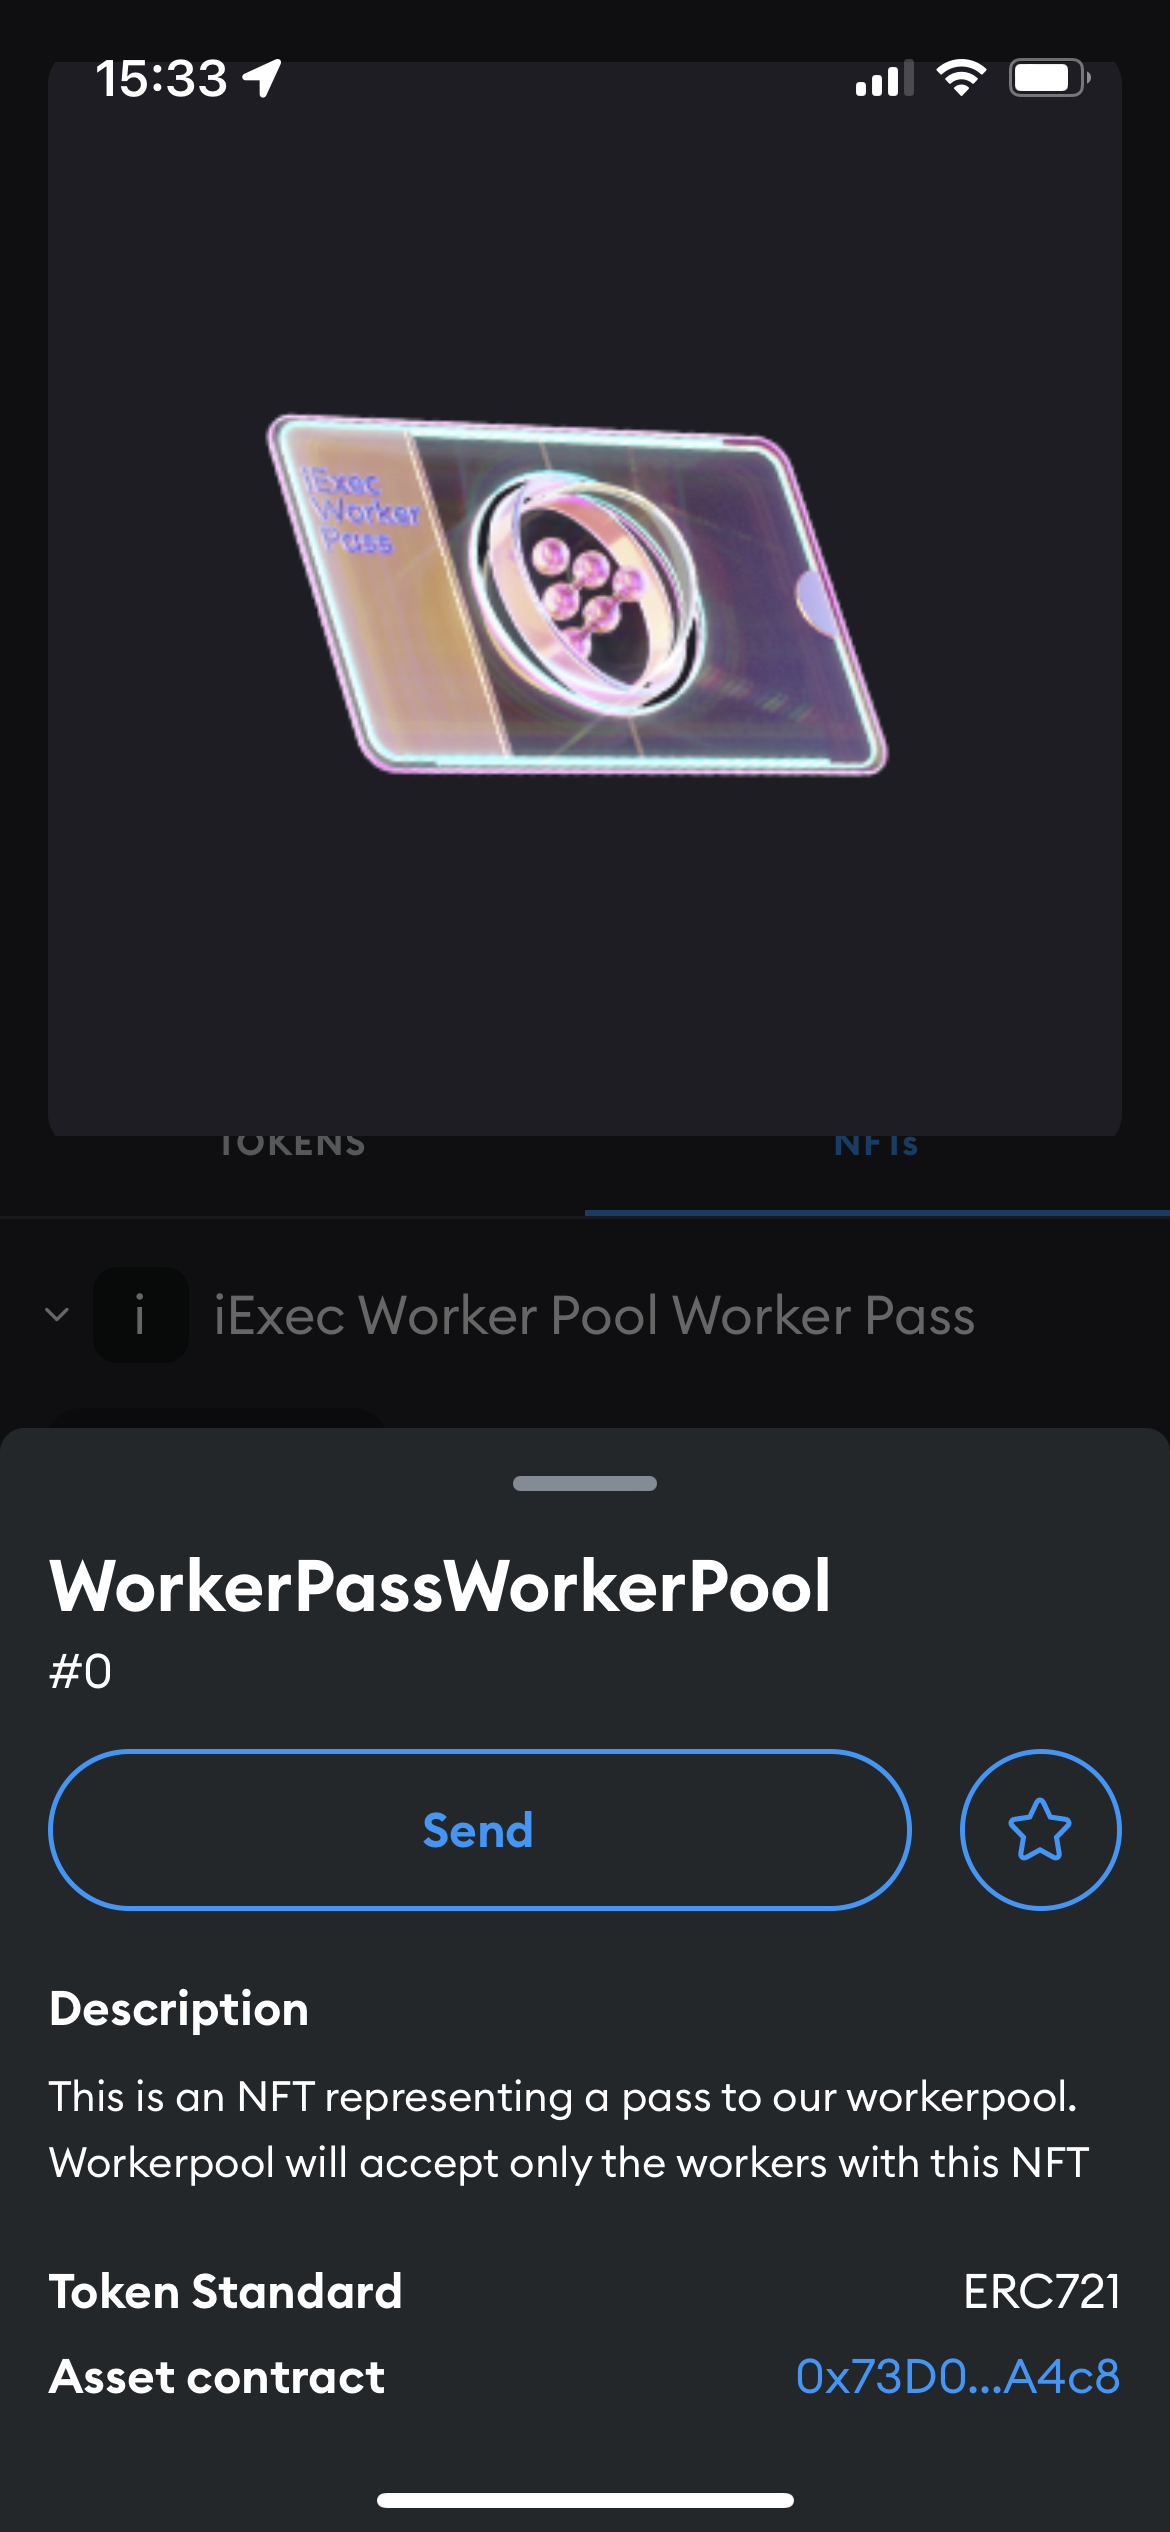 15:33
iExec
Worker
Pass
TOKENS
NFTs
i
iExec Worker Pool Worker Pass
WorkerPassWorkerPool
#0
Send
Description
This is an NFT representing a pass to our workerpool.
Workerpool will accept only the workers with this NFT
Token Standard
ERC721
Asset contract
0x73D0...A4c8